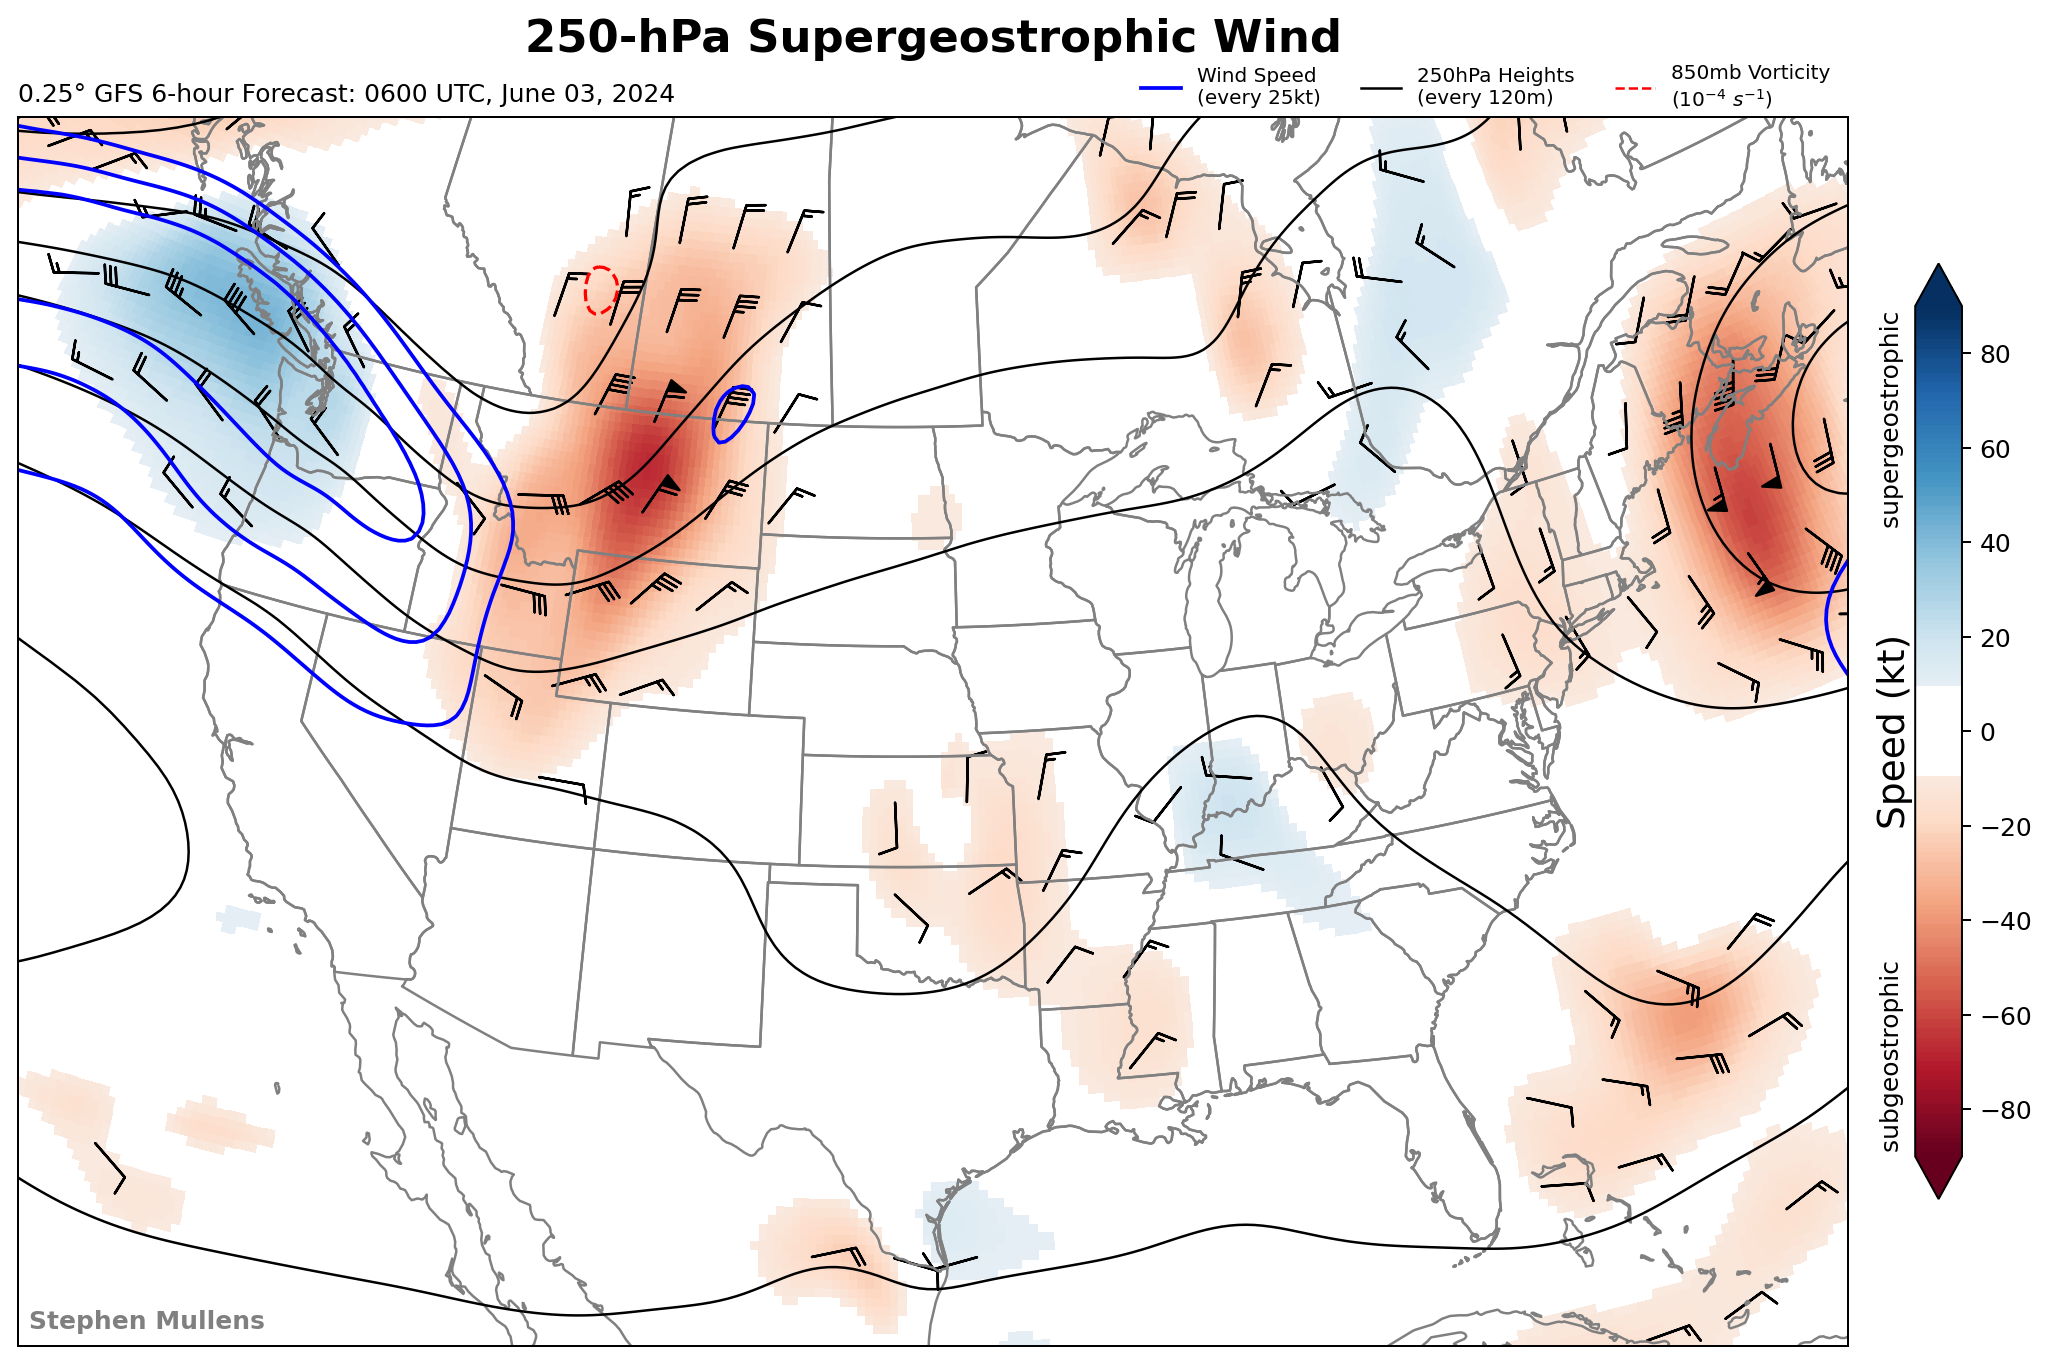 250-hPa Supergeostrophic Wind
0.25° GFS 6-hour Forecast: 0600 UTC, June 03, 2024
Wind Speed
(every 25kt)
250hPa Heights
(every 120m)
850mb Vorticity
(10⁻⁴ s⁻¹)
supergeostrophic
Speed (kt)
subgeostrophic
80
60
40
20
0
−20
−40
−60
−80
Stephen Mullens